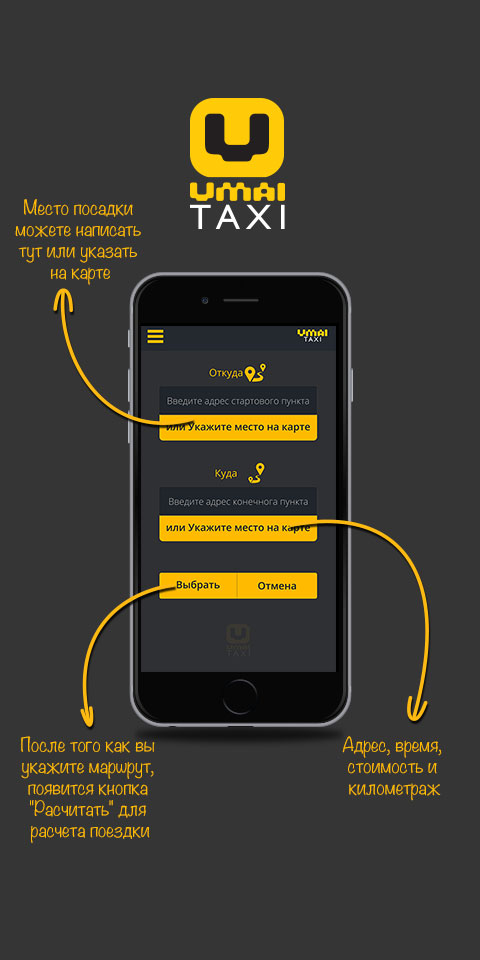 UMAI
TAXI
Место посадки
можете написать
тут или указать
на карте
UMAI
TAXI
Откуда
Введите адрес стартового пункта
или Укажите место на карте
Куда
Введите адрес конечнога пункта
или Укажите место на карте
Выбрать
Отмена
UMAI
TAXI
После того как вы
укажите маршрут,
появится кнопка
"Расчитать" для
расчета поездки
Адрес, время,
стоимость и
километраж